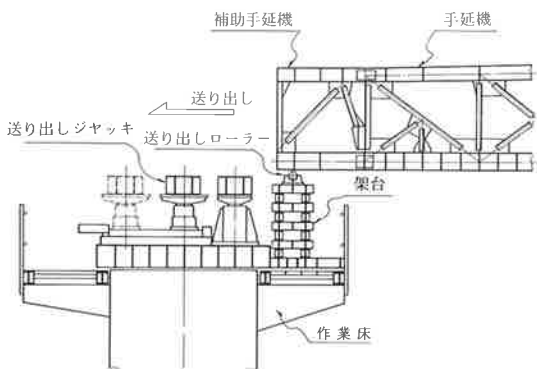 補助手延機
手延機
送り出し
送り出しジャッキ
送り出しローラー
架台
作業床